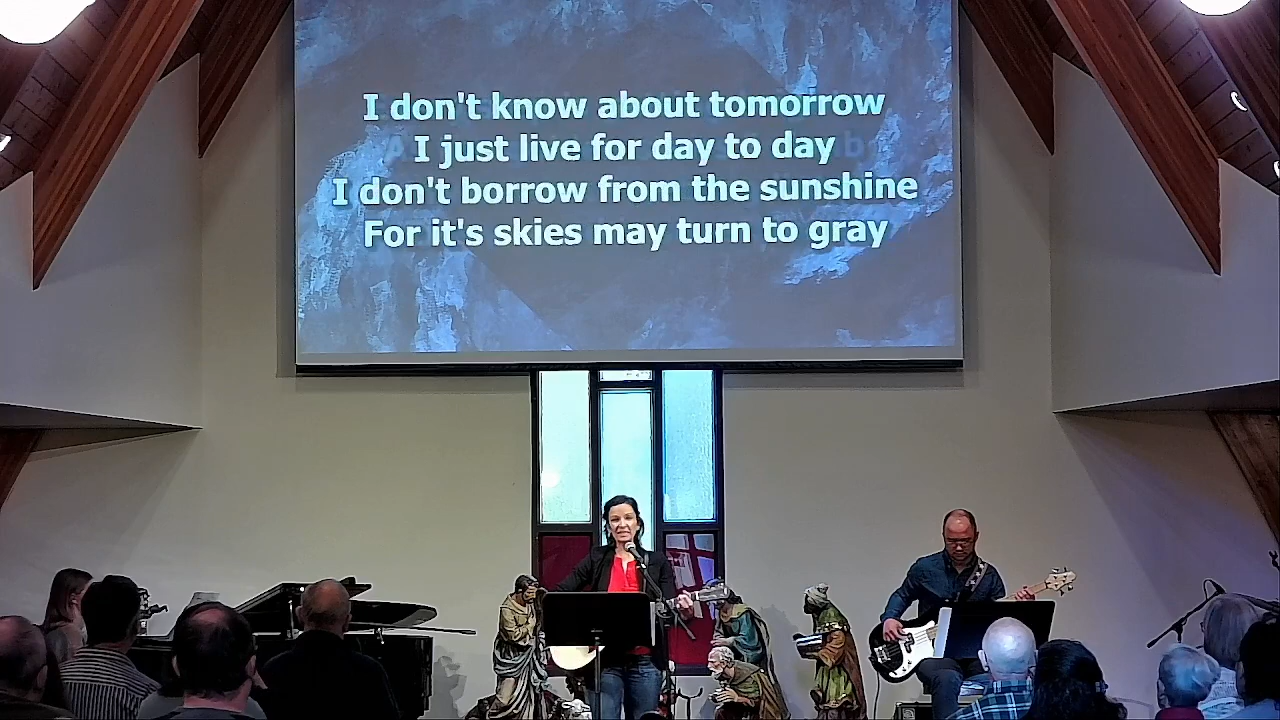 I don't know about tomorrow
I just live for day to day
I don't borrow from the sunshine
For it's skies may turn to gray